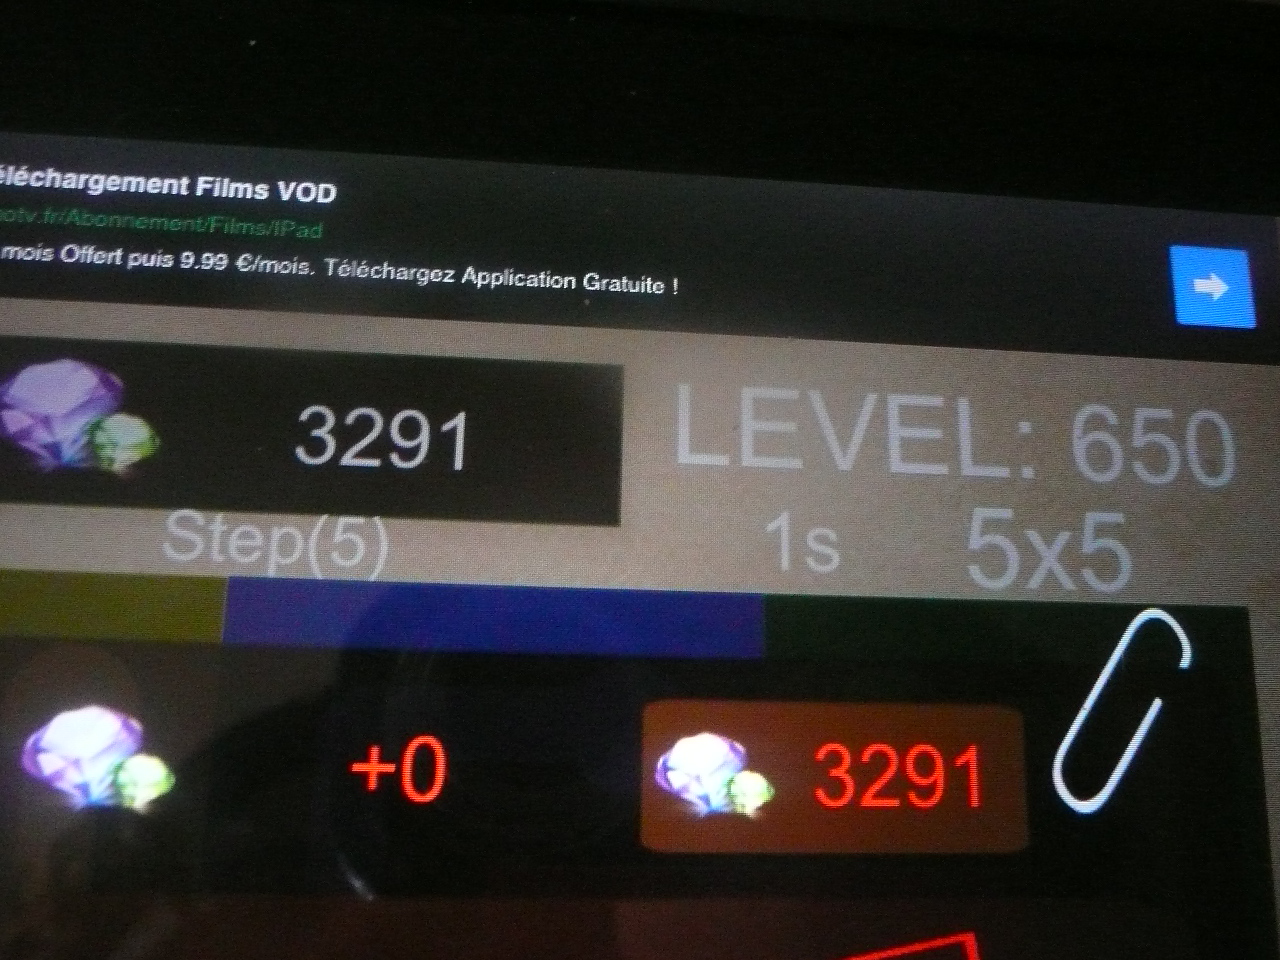 éléchargement Films VOD
otv.fr/Abonnement/Films/IPad
mois Offert puis 9.99 €/mois. Téléchargez Application Gratuite !
3291
LEVEL: 650
Step(5)
1s
5x5
+0
3291